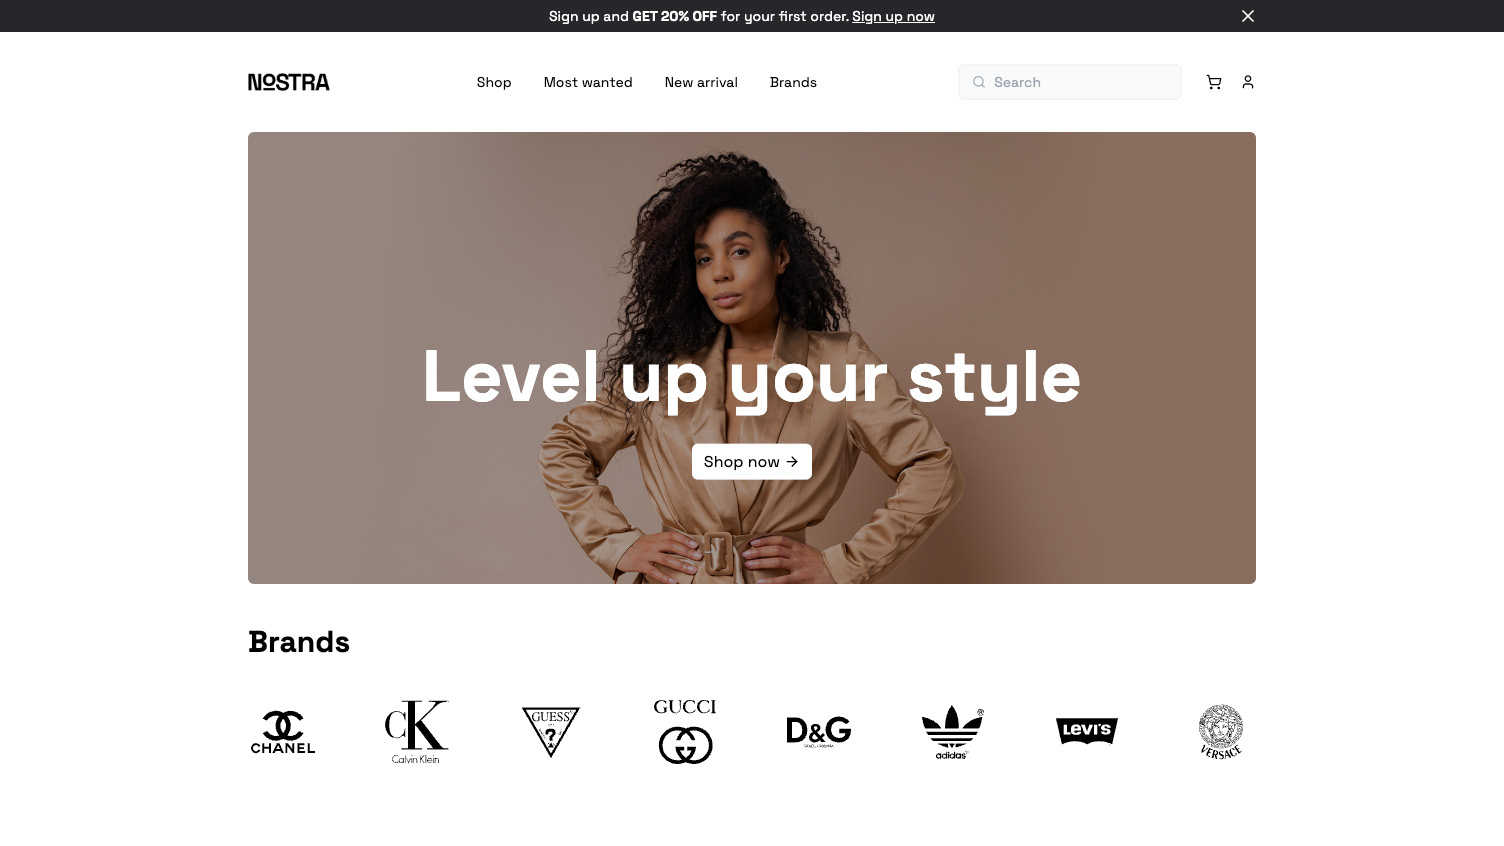 Sign up and GET 20% OFF for your first order. Sign up now
NOSTRA
Shop
Most wanted
New arrival
Brands
Search
Level up your style
Shop now →
Brands
CHANEL
CK
Calvin Klein
GUESS
?
GUCCI
D&G
adidas®
Levi's
VERSACE